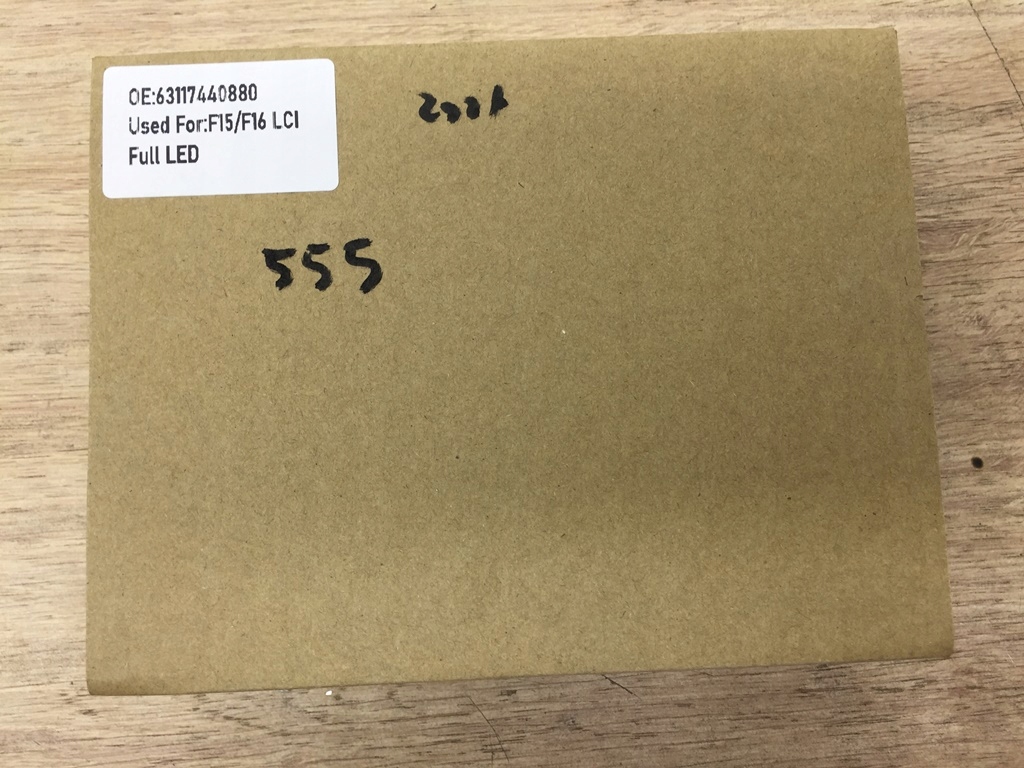 OE:63117440880
Used For:F15/F16 LCI
Full LED
555